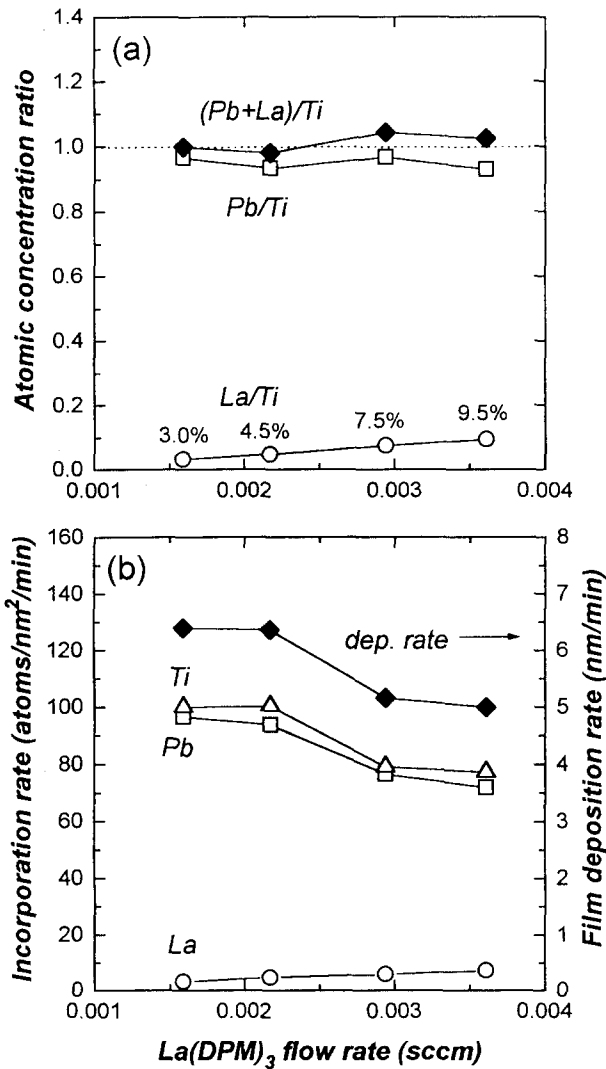 (a)
1.4
1.2
1.0
0.8
0.6
0.4
0.2
0.0
Atomic concentration ratio
(Pb+La)/Ti
Pb/Ti
La/Ti
3.0%
4.5%
7.5%
9.5%
0.001
0.002
0.003
0.004
(b)
160
140
120
100
80
60
40
20
0
Incorporation rate (atoms/nm²/min)
dep. rate
Ti
Pb
La
8
7
6
5
4
3
2
1
0
Film deposition rate (nm/min)
0.001
0.002
0.003
0.004
La(DPM)₃ flow rate (sccm)